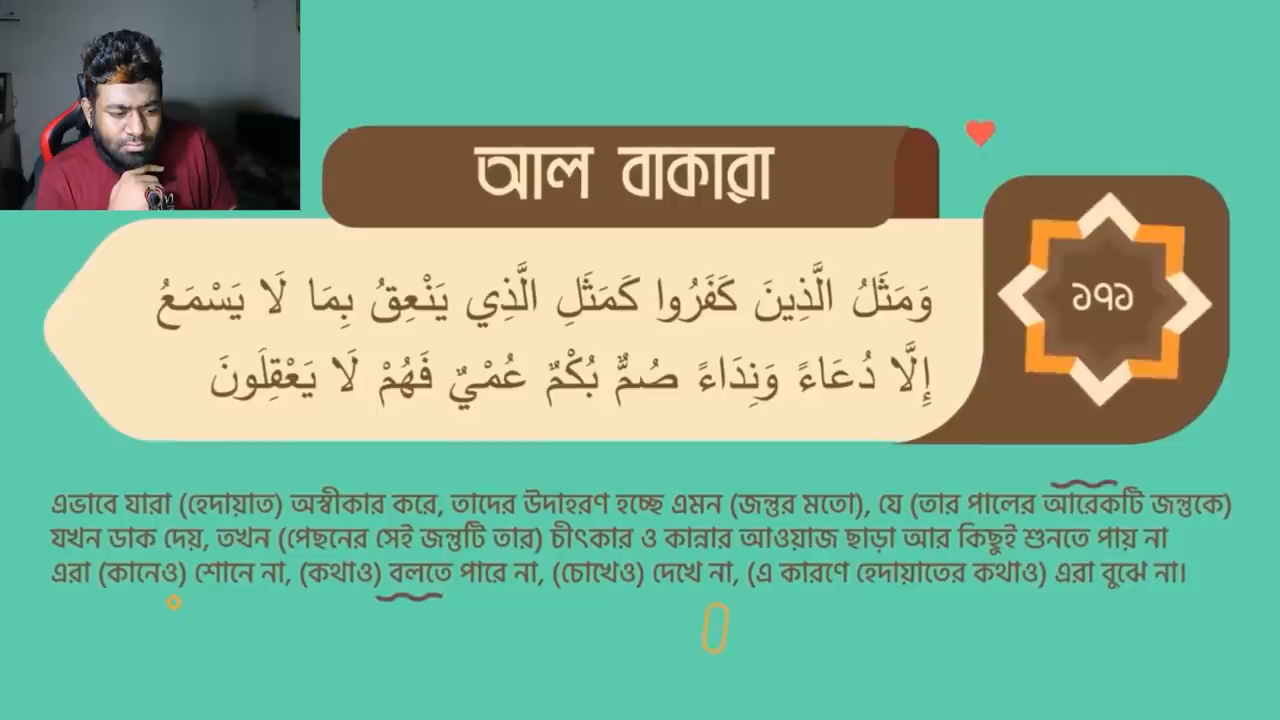 আল বাকারা
১৭১
وَمَثَلُ الَّذِينَ كَفَرُوا كَمَثَلِ الَّذِي يَنْعِقُ بِمَا لَا يَسْمَعُ
إِلَّا دُعَاءً وَنِدَاءً صُمٌّ بُكْمٌ عُمْيٌ فَهُمْ لَا يَعْقِلُونَ
এভাবে যারা (হেদায়াত) অস্বীকার করে, তাদের উদাহরণ হচ্ছে এমন (জন্তুর মতো), যে (তার পালের আরেকটি জন্তুকে)
যখন ডাক দেয়, তখন (পেছনের সেই জন্তুটি তার) চীৎকার ও কান্নার আওয়াজ ছাড়া আর কিছুই শুনতে পায় না
এরা (কানেও) শোনে না, (কথাও) বলতে পারে না, (চোখেও) দেখে না, (এ কারণে হেদায়াতের কথাও) এরা বুঝে না।